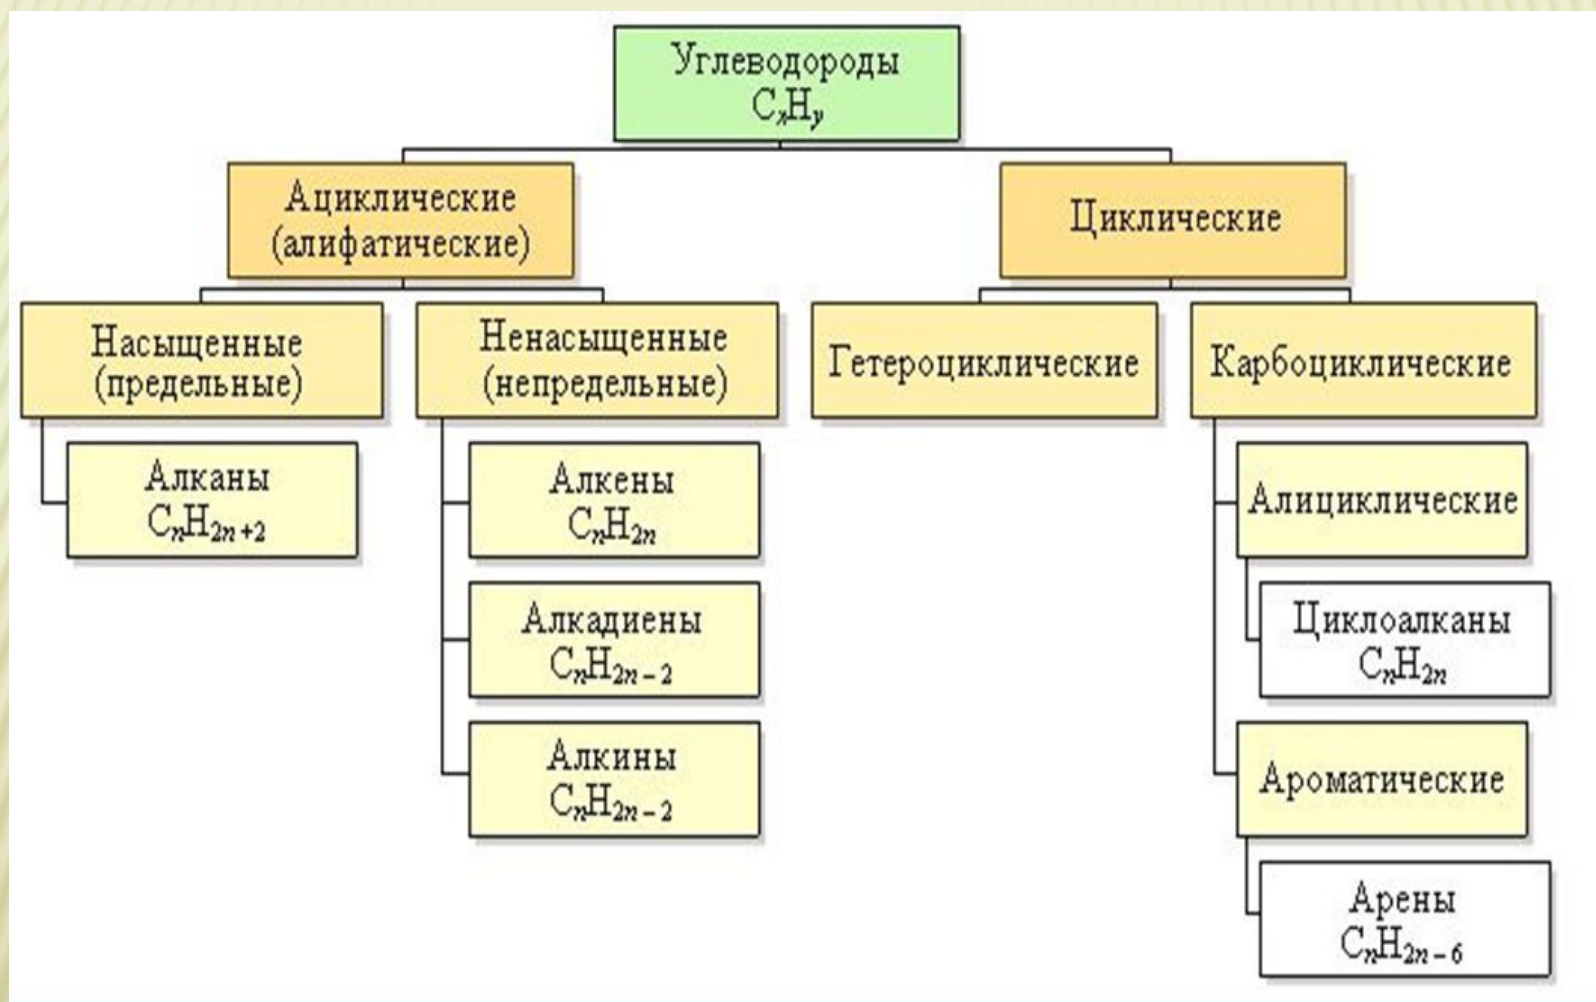 Углеводороды
CxHy
Ациклические
(алифатические)
Циклические
Насыщенные
(предельные)
Ненасыщенные
(непредельные)
Гетероциклические
Карбоциклические
Алканы
CnH2n+2
Алкены
CnH2n
Алкадиены
CnH2n−2
Алкины
CnH2n−2
Алициклические
Циклоалканы
CnH2n
Ароматические
Арены
CnH2n−6